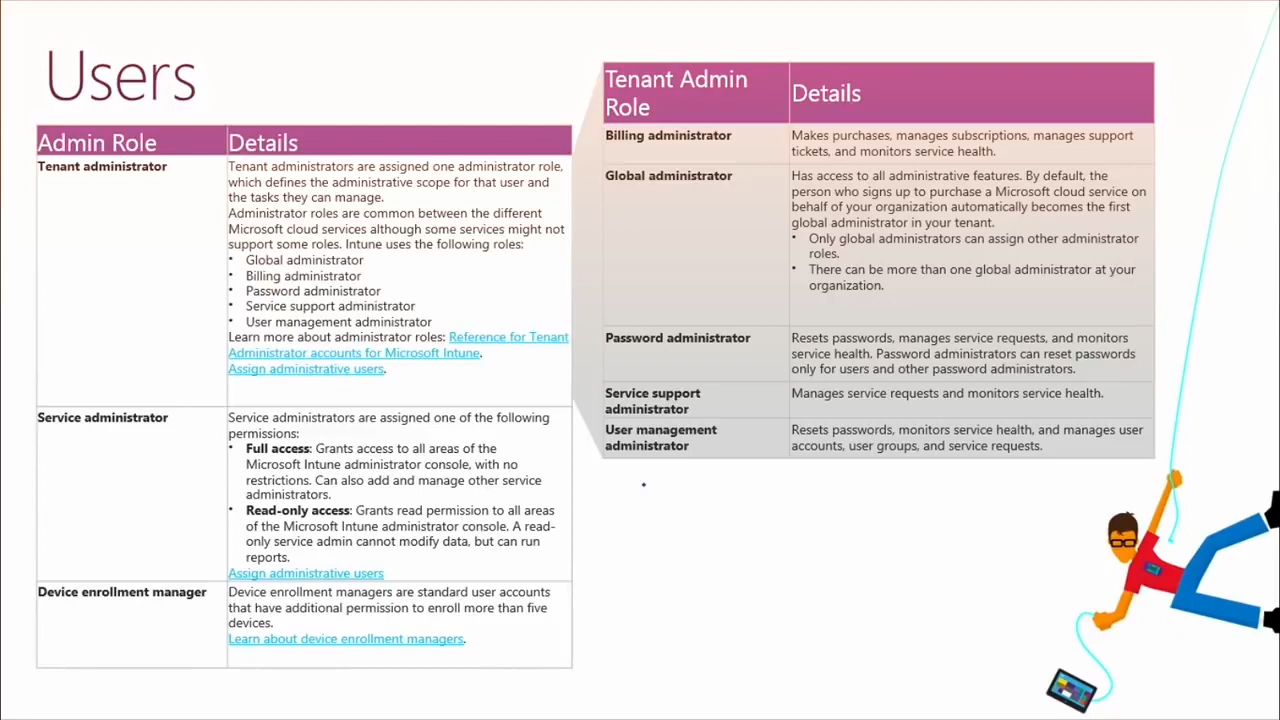 Users
Admin Role
Details
Tenant administrator
Tenant administrators are assigned one administrator role,
which defines the administrative scope for that user and
the tasks they can manage.
Administrator roles are common between the different
Microsoft cloud services although some services might not
support some roles. Intune uses the following roles:
• Global administrator
• Billing administrator
• Password administrator
• Service support administrator
• User management administrator
Learn more about administrator roles: Reference for Tenant
Administrator accounts for Microsoft Intune.
Assign administrative users.
Service administrator
Service administrators are assigned one of the following
permissions:
• Full access: Grants access to all areas of the
Microsoft Intune administrator console, with no
restrictions. Can also add and manage other service
administrators.
• Read-only access: Grants read permission to all areas
of the Microsoft Intune administrator console. A read-
only service admin cannot modify data, but can run
reports.
Assign administrative users
Device enrollment manager
Device enrollment managers are standard user accounts
that have additional permission to enroll more than five
devices.
Learn about device enrollment managers.
Tenant Admin
Role
Details
Billing administrator
Makes purchases, manages subscriptions, manages support
tickets, and monitors service health.
Global administrator
Has access to all administrative features. By default, the
person who signs up to purchase a Microsoft cloud service on
behalf of your organization automatically becomes the first
global administrator in your tenant.
• Only global administrators can assign other administrator
roles.
• There can be more than one global administrator at your
organization.
Password administrator
Resets passwords, manages service requests, and monitors
service health. Password administrators can reset passwords
only for users and other password administrators.
Service support
administrator
Manages service requests and monitors service health.
User management
administrator
Resets passwords, monitors service health, and manages user
accounts, user groups, and service requests.